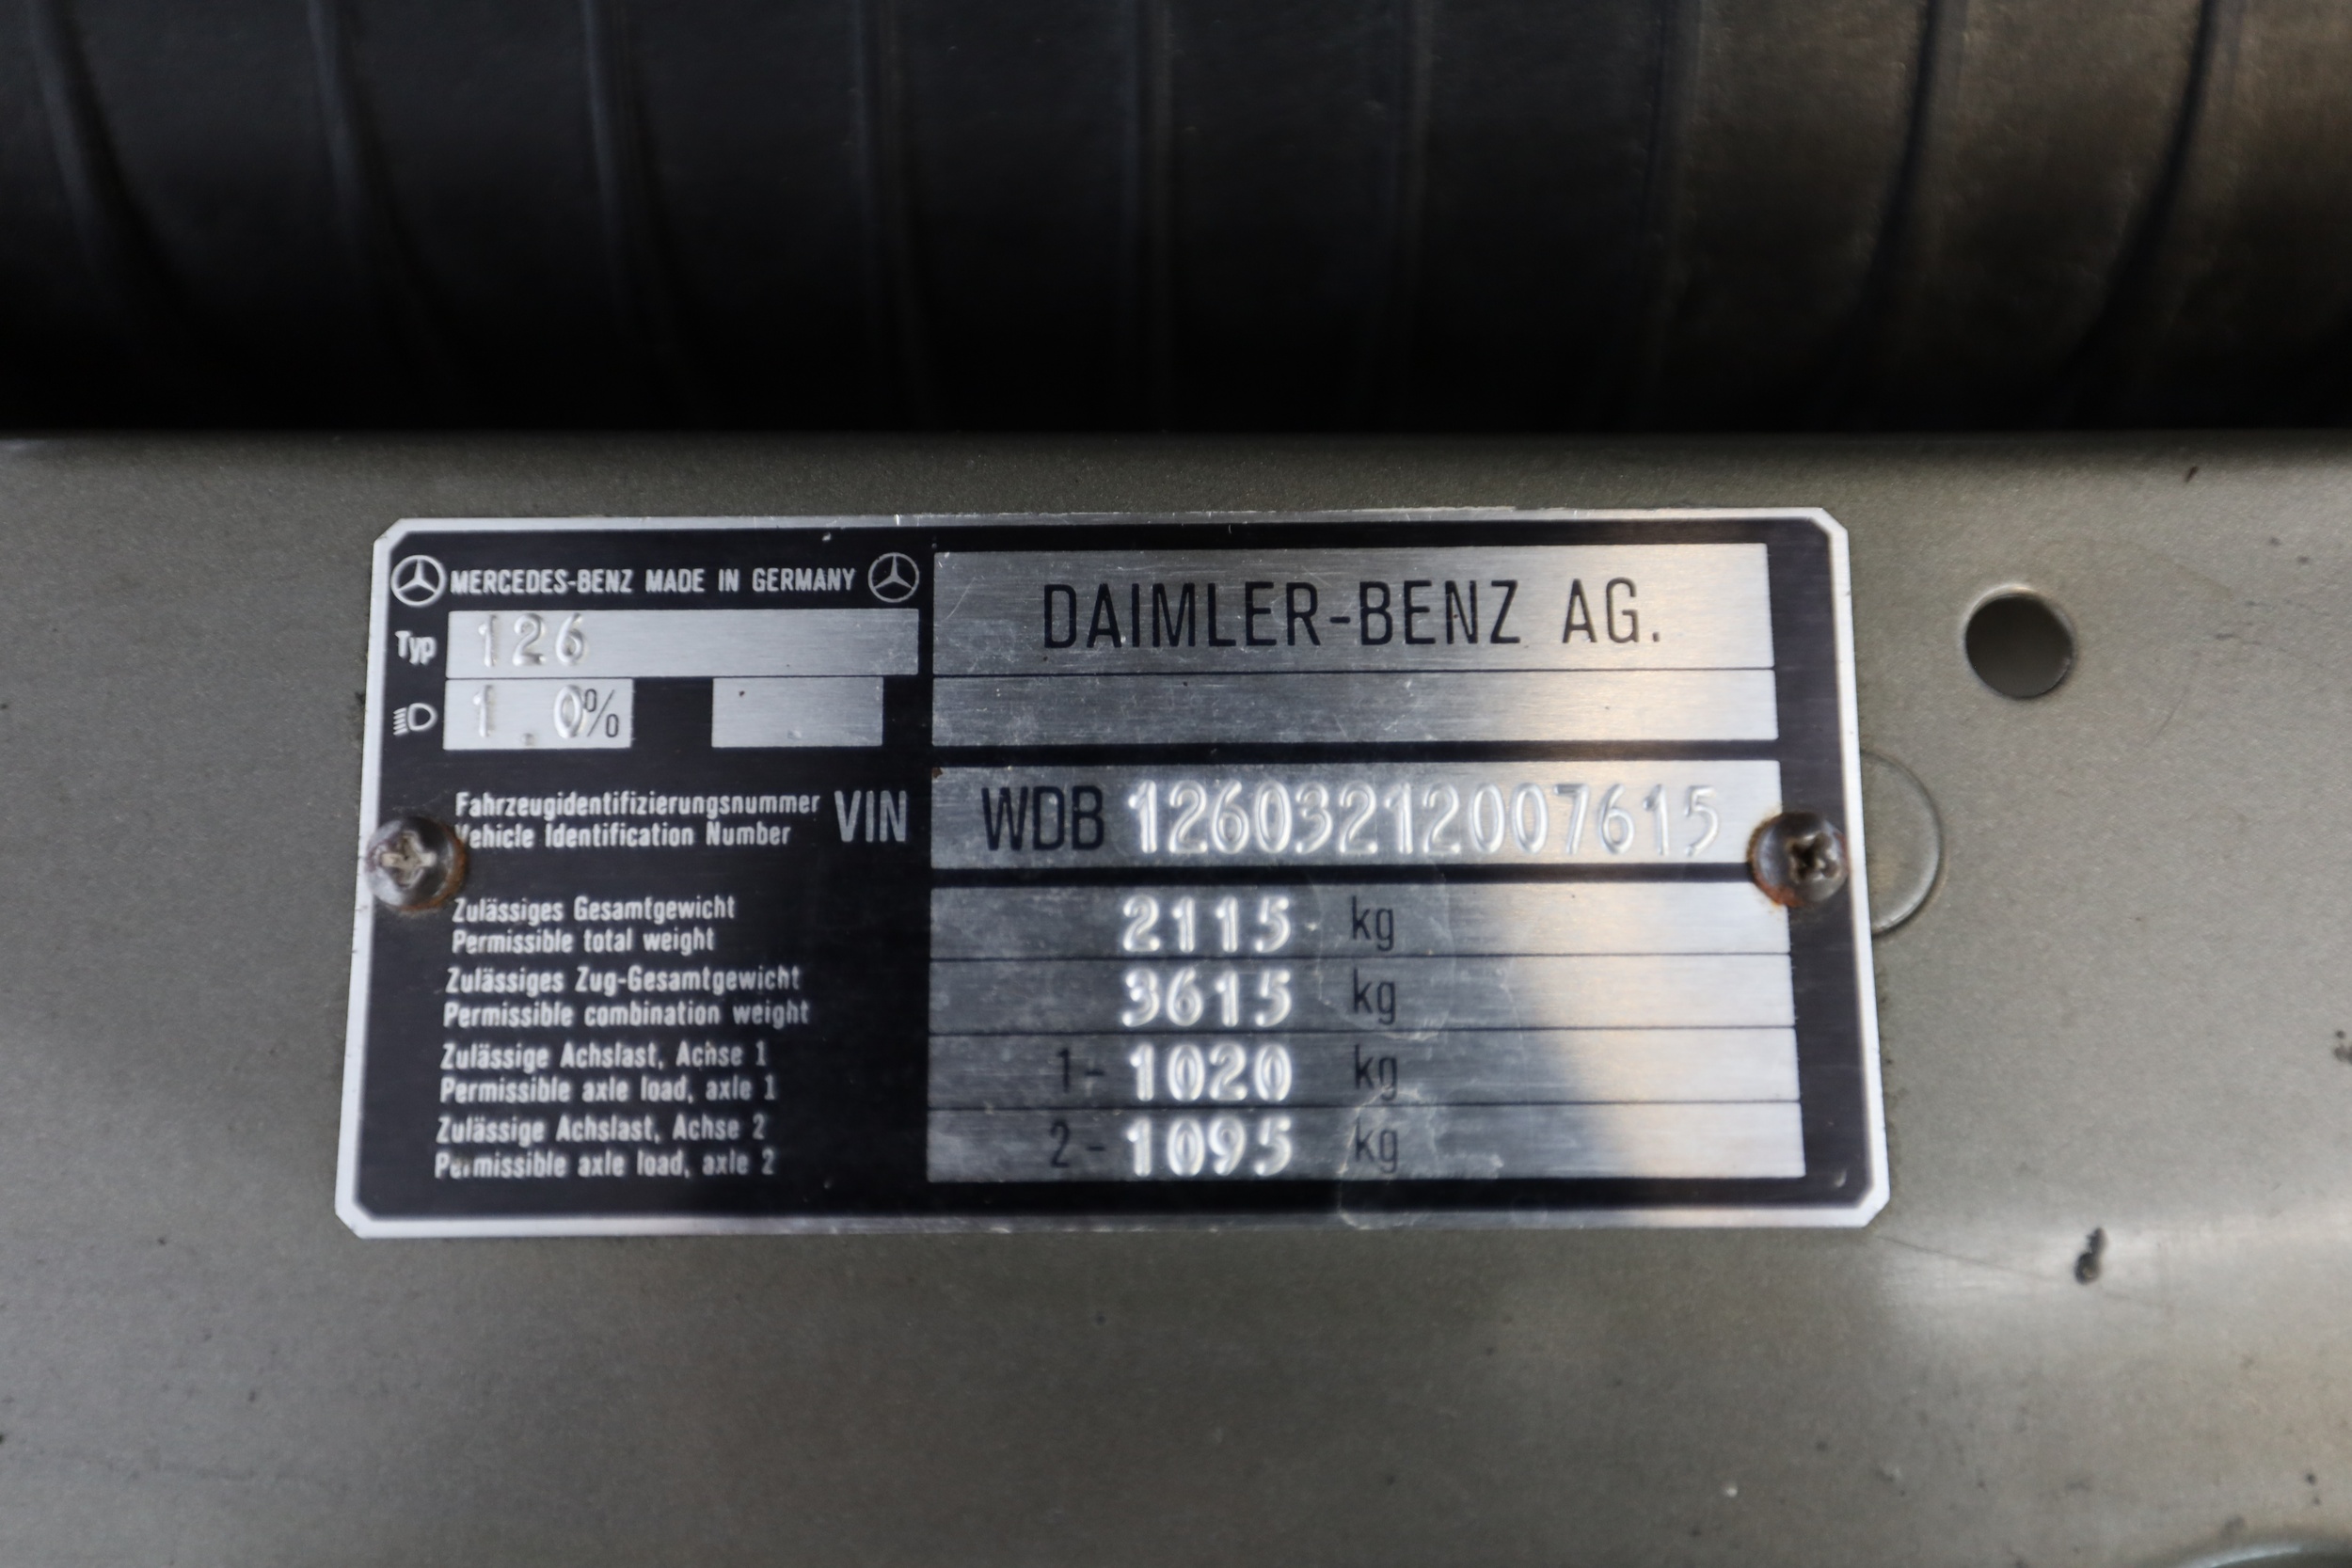 MERCEDES-BENZ MADE IN GERMANY
Typ 126
1.0%
DAIMLER-BENZ AG.
Fahrzeugidentifizierungsnummer
Vehicle Identification Number
VIN WDB 12603212007615
Zulässiges Gesamtgewicht
Permissible total weight
2115 kg
Zulässiges Zug-Gesamtgewicht
Permissible combination weight
3615 kg
Zulässige Achslast, Achse 1
Permissible axle load, axle 1
1- 1020 kg
Zulässige Achslast, Achse 2
Permissible axle load, axle 2
2- 1095 kg